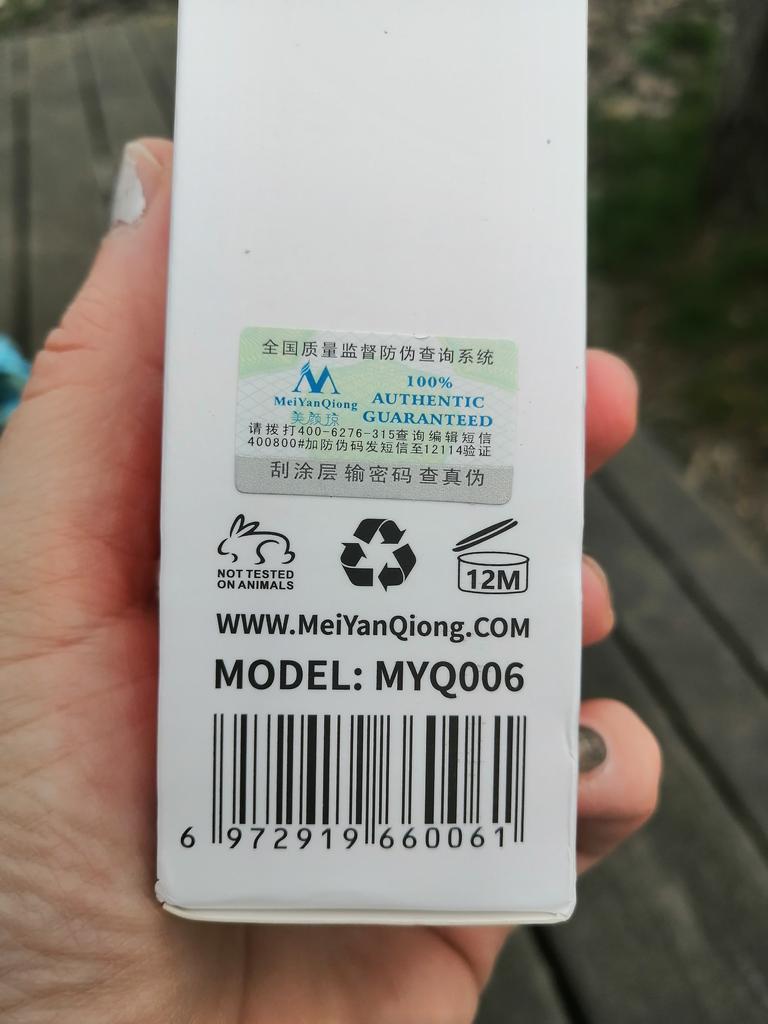 全国质量监督防伪查询系统
MeiYanQiong
美颜琼
100%
AUTHENTIC
GUARANTEED
请拨打400-6276-315查询编辑短信
400800#加防伪码发短信至12114验证
刮涂层 输密码 查真伪
NOT TESTED
ON ANIMALS
12M
WWW.MeiYanQiong.COM
MODEL: MYQ006
6 972919 660061